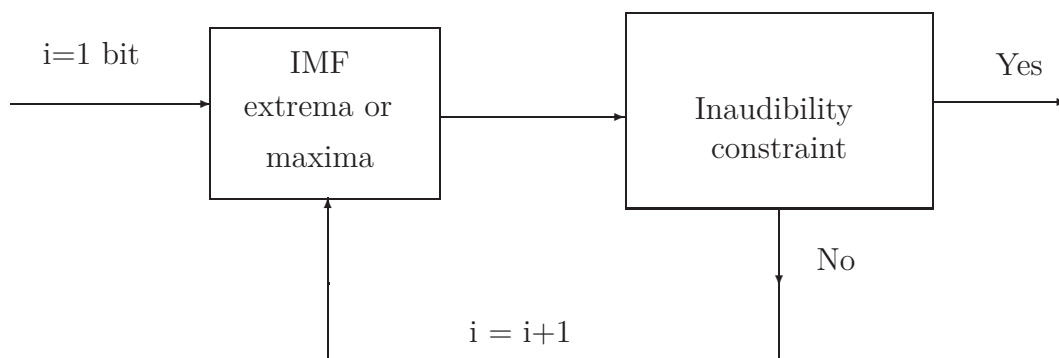 i=1 bit
IMF
extrema or
maxima
Inaudibility
constraint
Yes
No
i = i+1